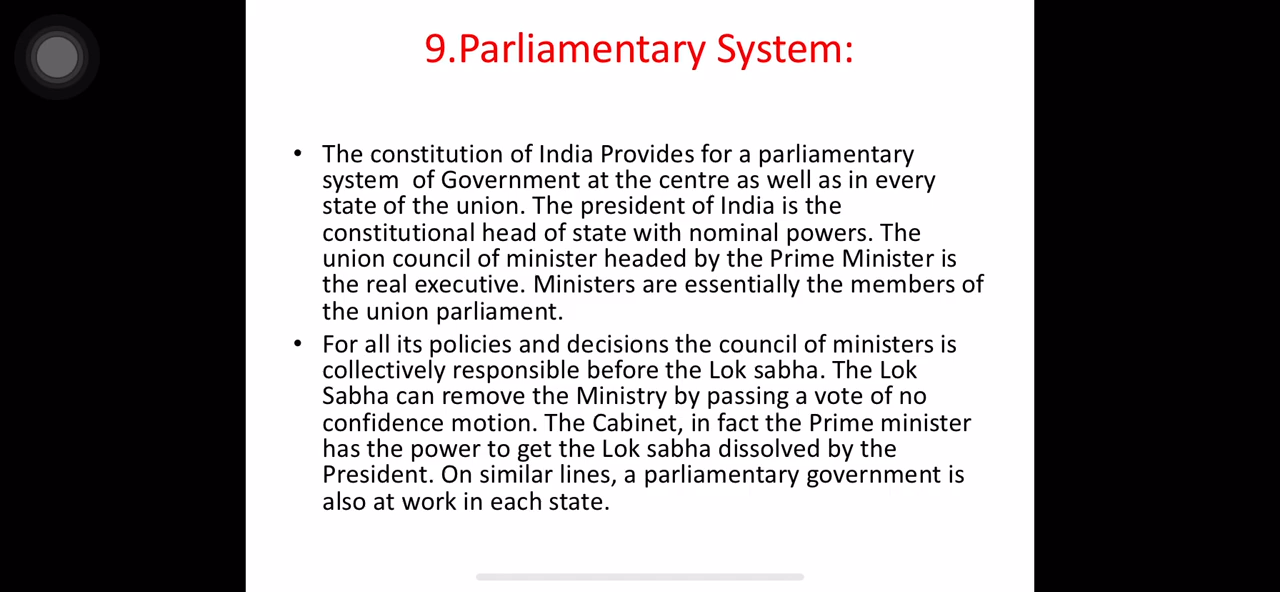 9.Parliamentary System:
• The constitution of India Provides for a parliamentary
system of Government at the centre as well as in every
state of the union. The president of India is the
constitutional head of state with nominal powers. The
union council of minister headed by the Prime Minister is
the real executive. Ministers are essentially the members of
the union parliament.
• For all its policies and decisions the council of ministers is
collectively responsible before the Lok sabha. The Lok
Sabha can remove the Ministry by passing a vote of no
confidence motion. The Cabinet, in fact the Prime minister
has the power to get the Lok sabha dissolved by the
President. On similar lines, a parliamentary government is
also at work in each state.